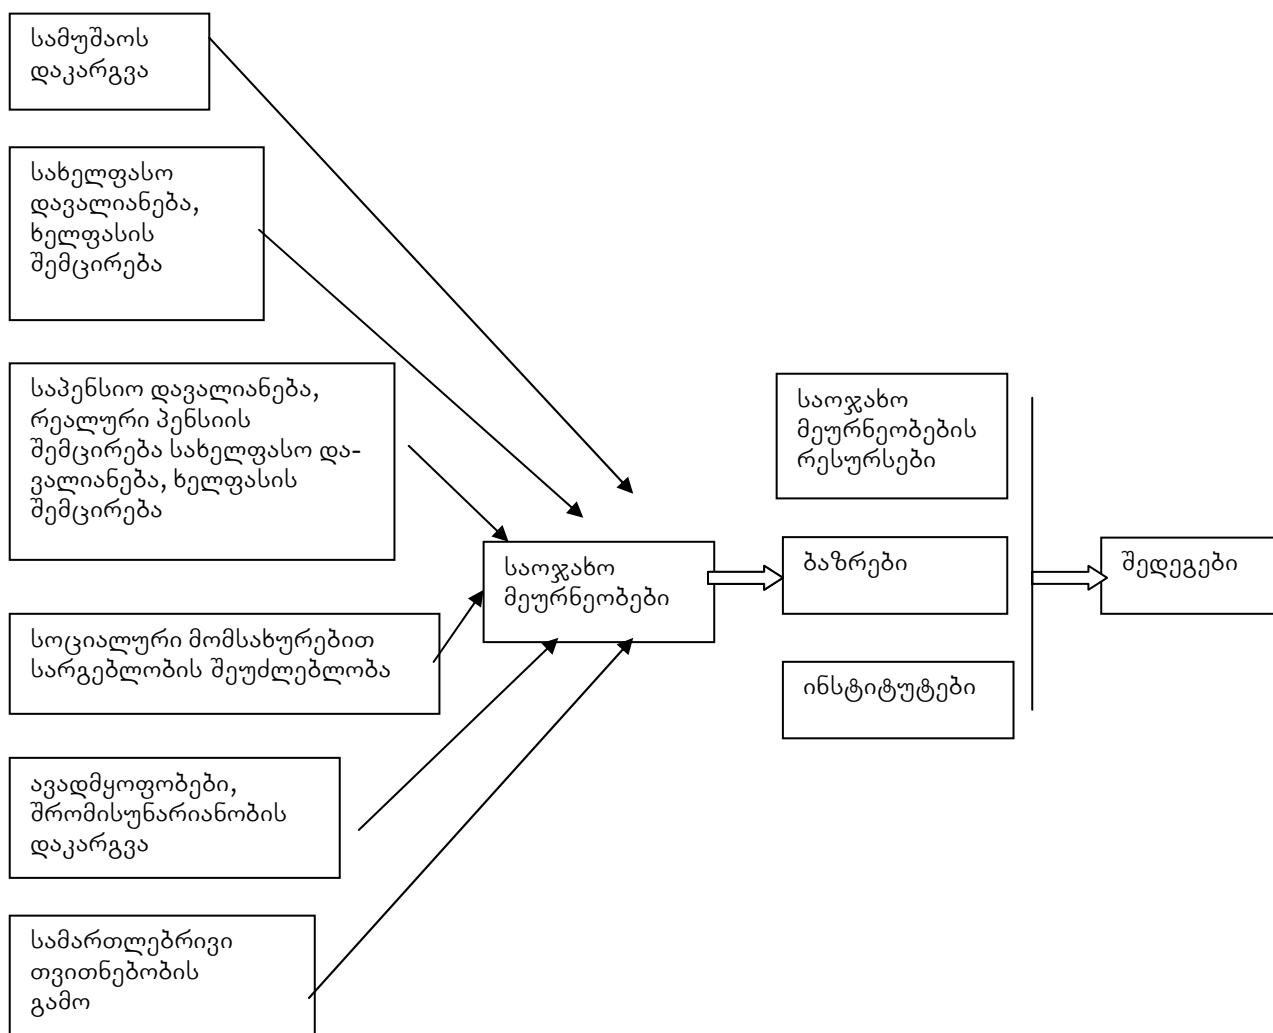 სამუშაოს
დაკარგვა
სახელფასო
დავალიანება,
ხელფასის
შემცირება
საპენსიო დავალიანება,
რეალური პენსიის
შემცირება სახელფასო და-
ვალიანება, ხელფასის
შემცირება
სოციალური მომსახურებით
სარგებლობის შეუძლებლობა
ავადმყოფობები,
შრომისუნარიანობის
დაკარგვა
სამართლებრივი
თვითნებობის
გამო
საოჯახო
მეურნეობები
საოჯახო
მეურნეობების
რესურსები
ბაზრები
ინსტიტუტები
შედეგები